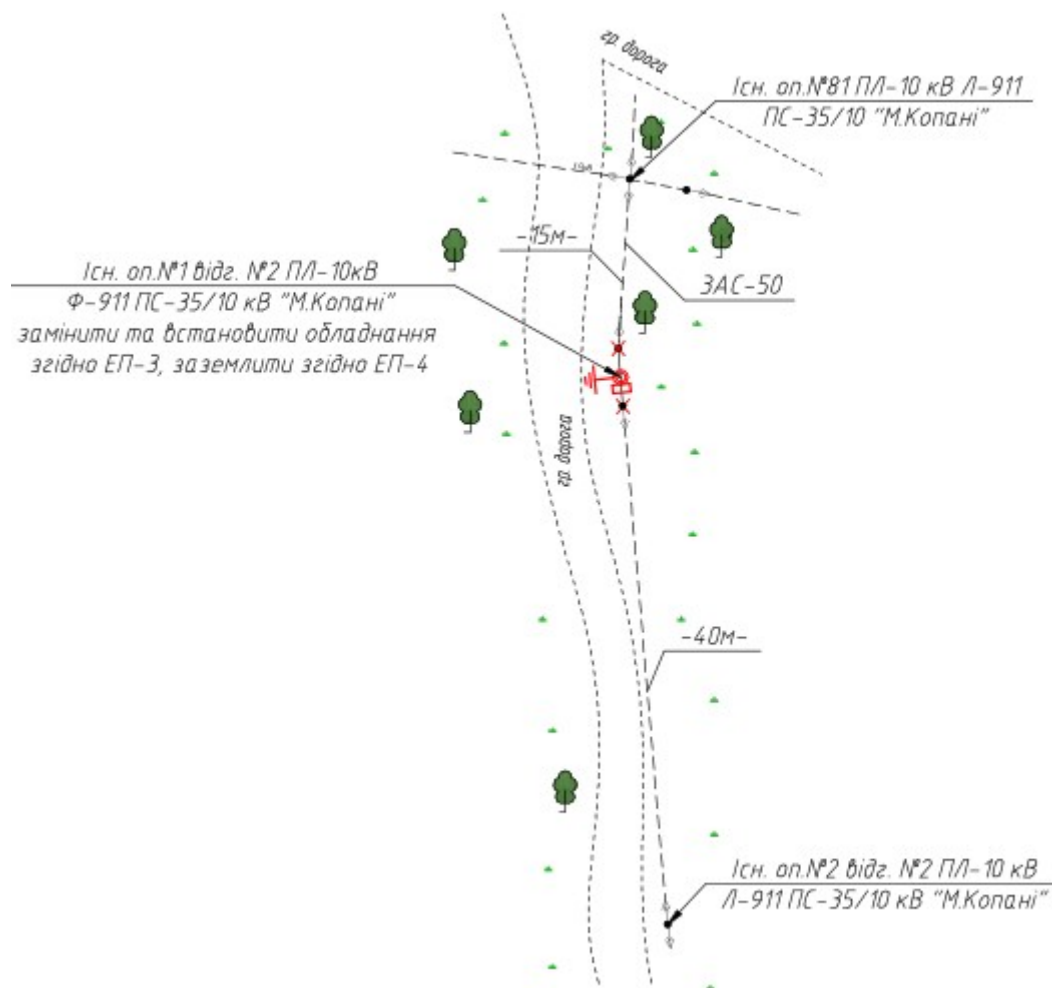 гр. дорога
Існ. оп.№81 ПЛ-10 кВ Л-911
ПС-35/10 "М.Копані"
-15м-
Існ. оп.№1 відг. №2 ПЛ-10кВ
Ф-911 ПС-35/10 кВ "М.Копані"
замінити та встановити обладнання
згідно ЕП-3, заземлити згідно ЕП-4
3АС-50
гр. дорога
-40м-
Існ. оп.№2 відг. №2 ПЛ-10 кВ
Л-911 ПС-35/10 кВ "М.Копані"